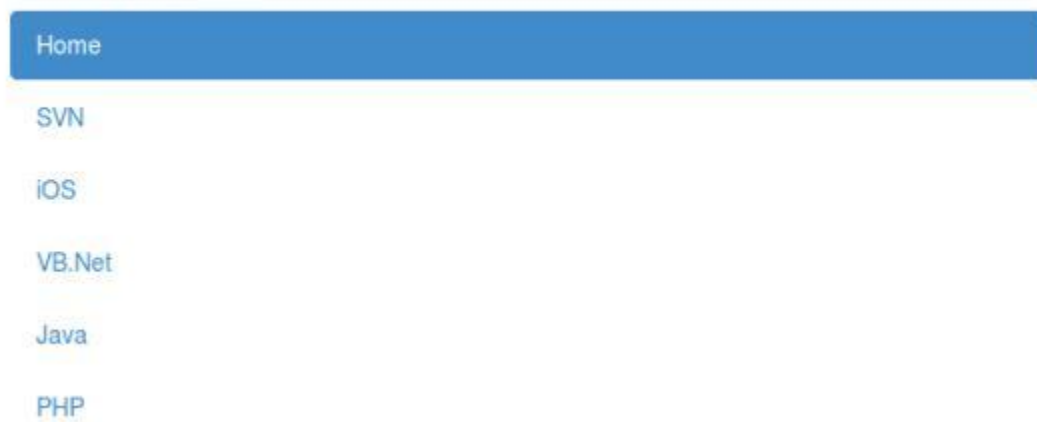 Home
SVN
iOS
VB.Net
Java
PHP